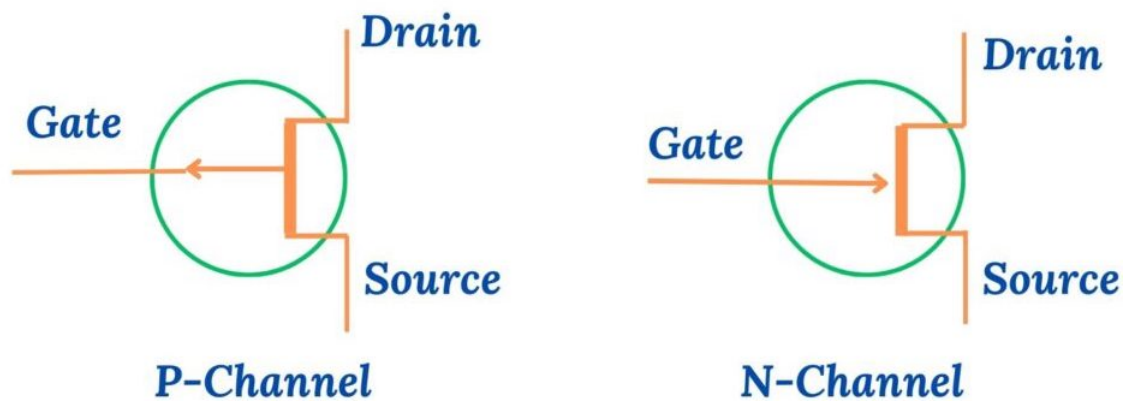 Drain
Gate
Source
P-Channel
Drain
Gate
Source
N-Channel